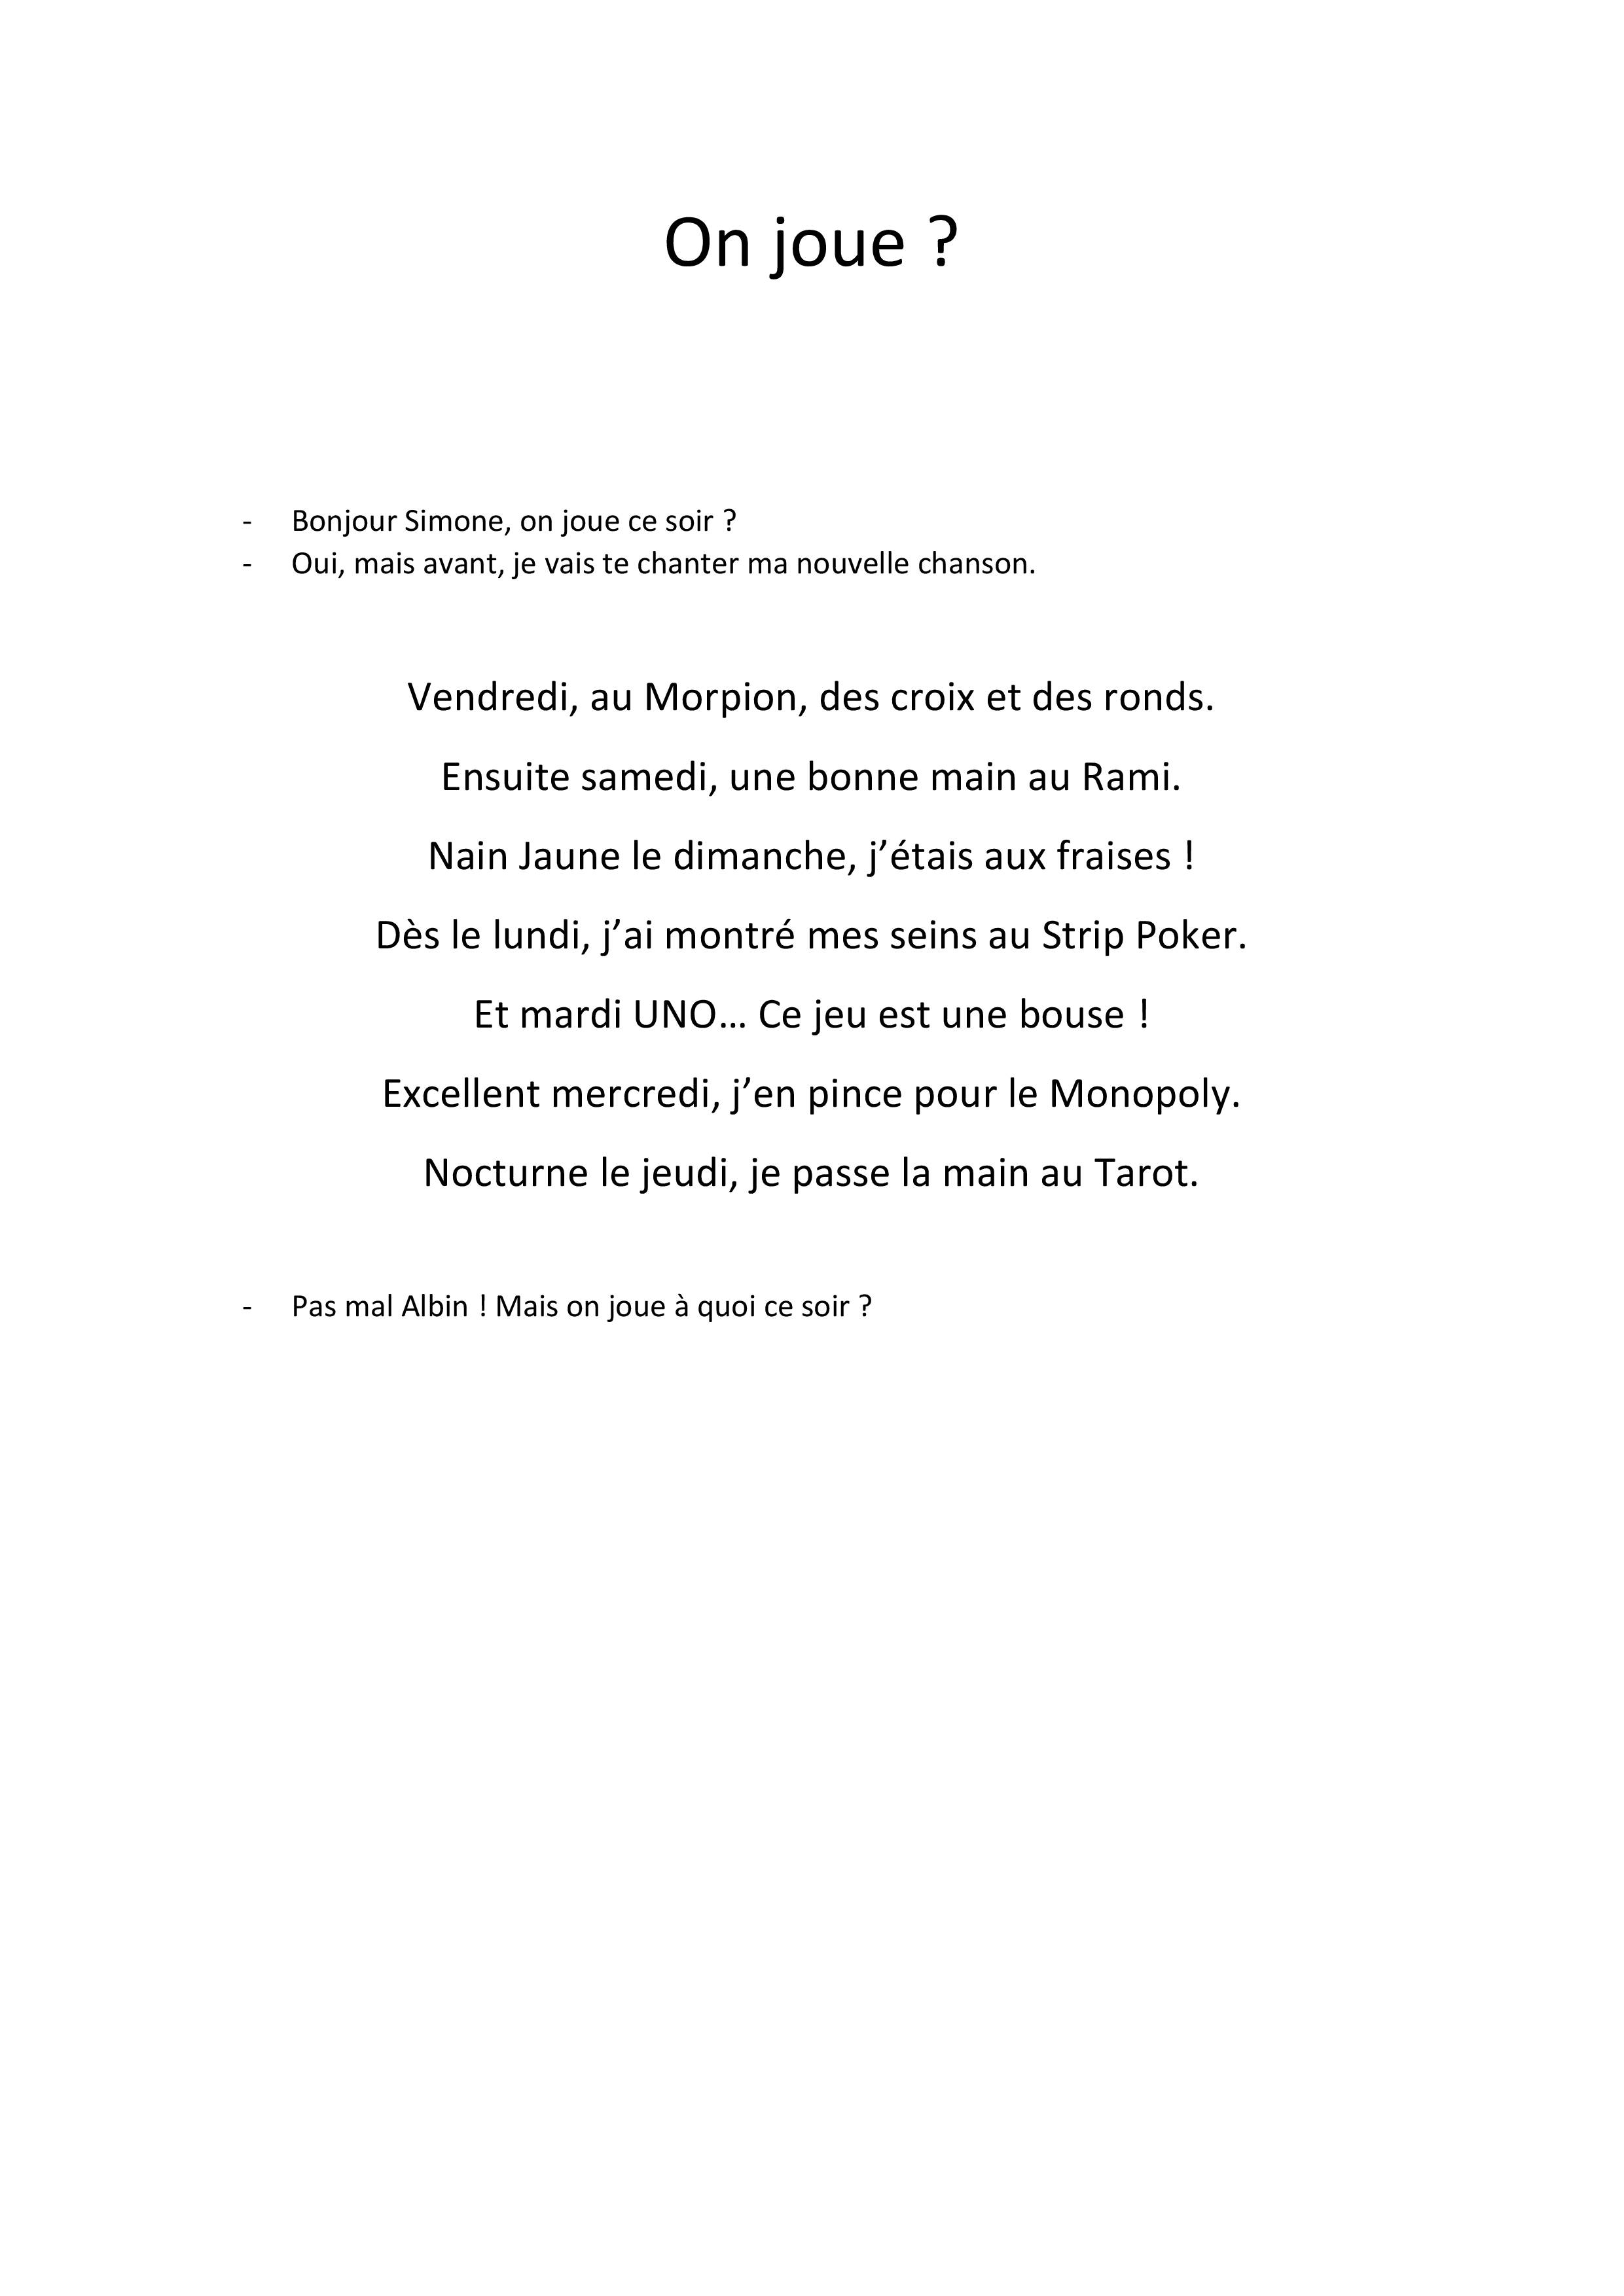 On joue ?
- Bonjour Simone, on joue ce soir ?
- Oui, mais avant, je vais te chanter ma nouvelle chanson.
Vendredi, au Morpion, des croix et des ronds.
Ensuite samedi, une bonne main au Rami.
Nain Jaune le dimanche, j’étais aux fraises !
Dès le lundi, j’ai montré mes seins au Strip Poker.
Et mardi UNO… Ce jeu est une bouse !
Excellent mercredi, j’en pince pour le Monopoly.
Nocturne le jeudi, je passe la main au Tarot.
- Pas mal Albin ! Mais on joue à quoi ce soir ?